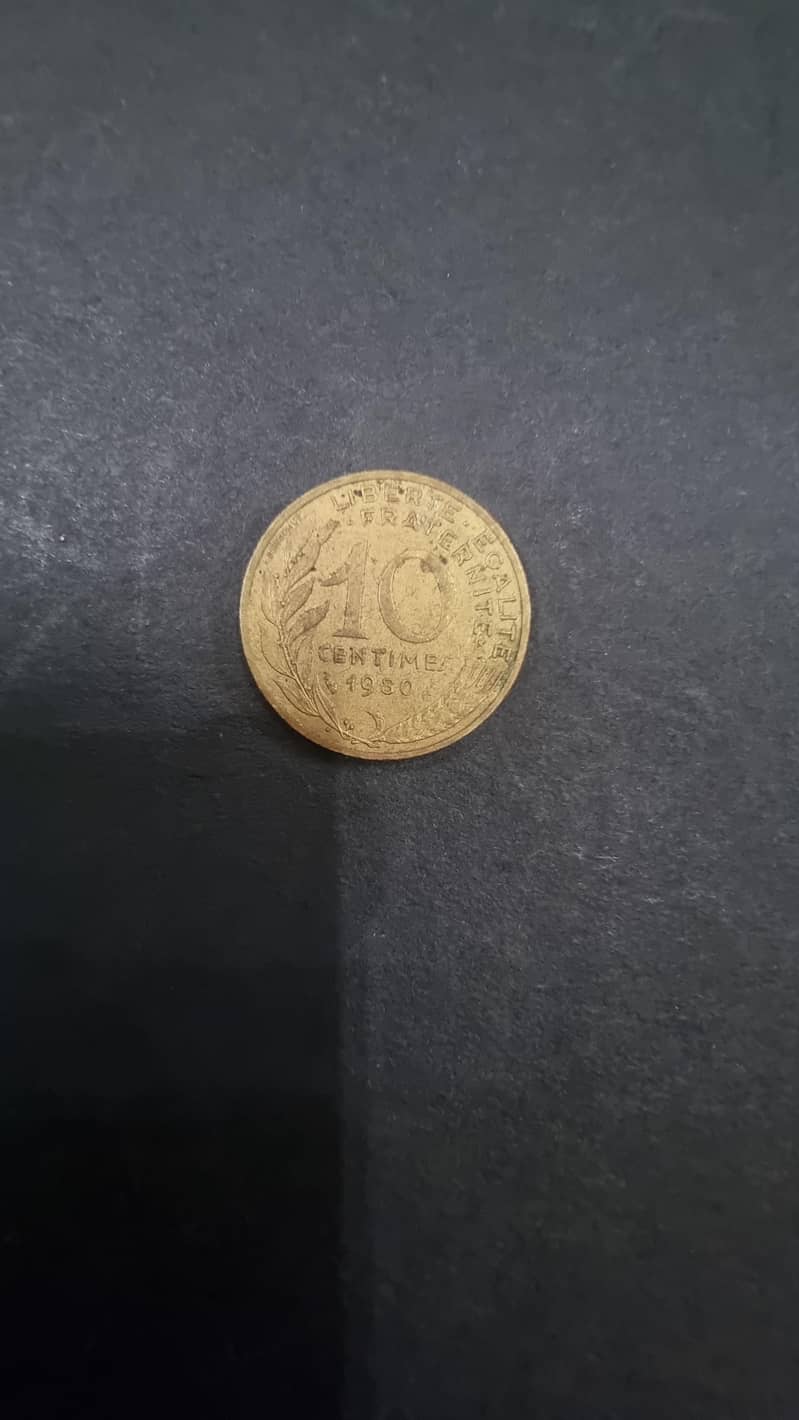 LIBERTE · EGALITE
· FRATERNITE ·
10
CENTIMES
1980